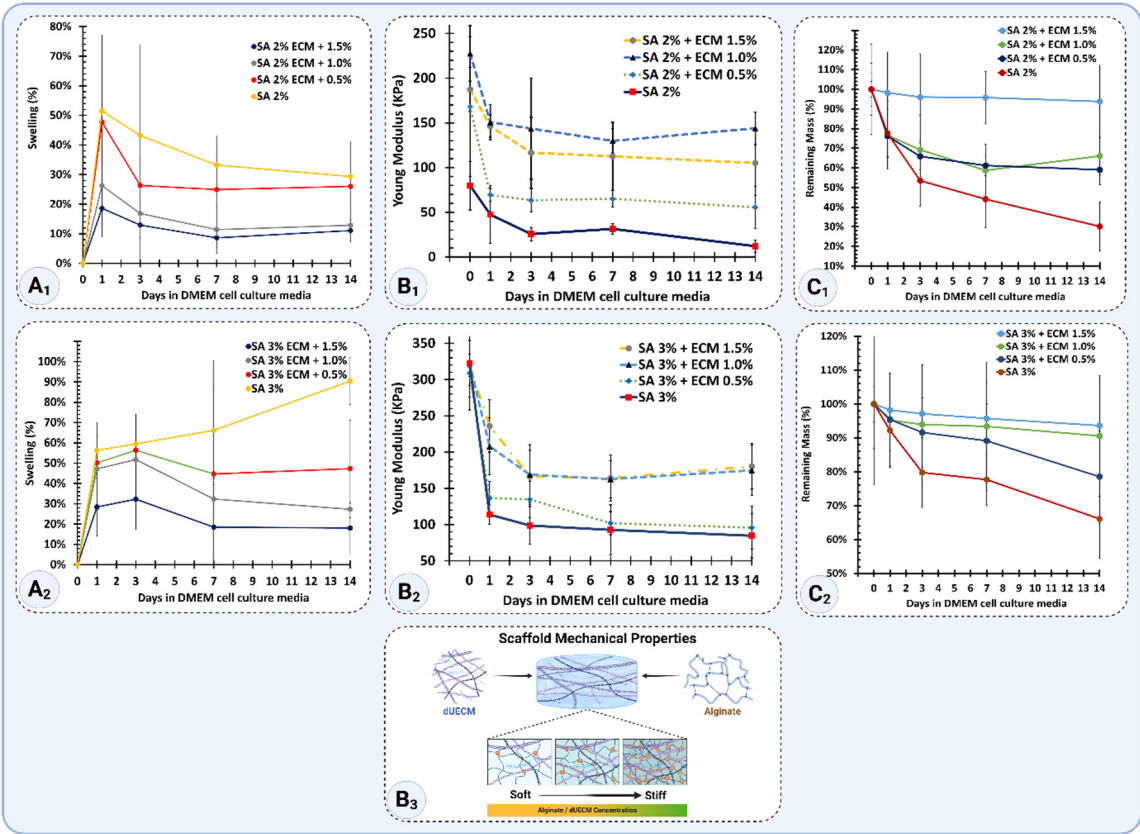 80%
70%
60%
50%
40%
30%
20%
10%
0%
Swelling (%)
SA 2% ECM + 1.5%
SA 2% ECM + 1.0%
SA 2% ECM + 0.5%
SA 2%
0 1 2 3 4 5 6 7 8 9 10 11 12 13 14
Days in DMEM cell culture media
A1
250
200
150
100
50
0
Young Modulus (KPa)
SA 2% + ECM 1.5%
SA 2% + ECM 1.0%
SA 2% + ECM 0.5%
SA 2%
0 1 2 3 4 5 6 7 8 9 10 11 12 13 14
Days in DMEM cell culture media
B1
120%
110%
100%
90%
80%
70%
60%
50%
40%
30%
20%
10%
Remaining Mass (%)
SA 2% + ECM 1.5%
SA 2% + ECM 1.0%
SA 2% + ECM 0.5%
SA 2%
0 1 2 3 4 5 6 7 8 9 10 11 12 13 14
Days in DMEM cell culture media
C1
100%
90%
80%
70%
60%
50%
40%
30%
20%
10%
0%
Swelling (%)
SA 3% ECM + 1.5%
SA 3% ECM + 1.0%
SA 3% ECM + 0.5%
SA 3%
0 1 2 3 4 5 6 7 8 9 10 11 12 13 14
Days in DMEM cell culture media
A2
350
300
250
200
150
100
50
Young Modulus (KPa)
SA 3% + ECM 1.5%
SA 3% + ECM 1.0%
SA 3% + ECM 0.5%
SA 3%
0 1 2 3 4 5 6 7 8 9 10 11 12 13 14
Days in DMEM cell culture media
B2
120%
110%
100%
90%
80%
70%
60%
50%
Remaining Mass (%)
SA 3% + ECM 1.5%
SA 3% + ECM 1.0%
SA 3% + ECM 0.5%
SA 3%
0 1 2 3 4 5 6 7 8 9 10 11 12 13 14
Days in DMEM cell culture media
C2
Scaffold Mechanical Properties
dUECM
Alginate
Soft
Stiff
Alginate / dUECM Concentration
B3